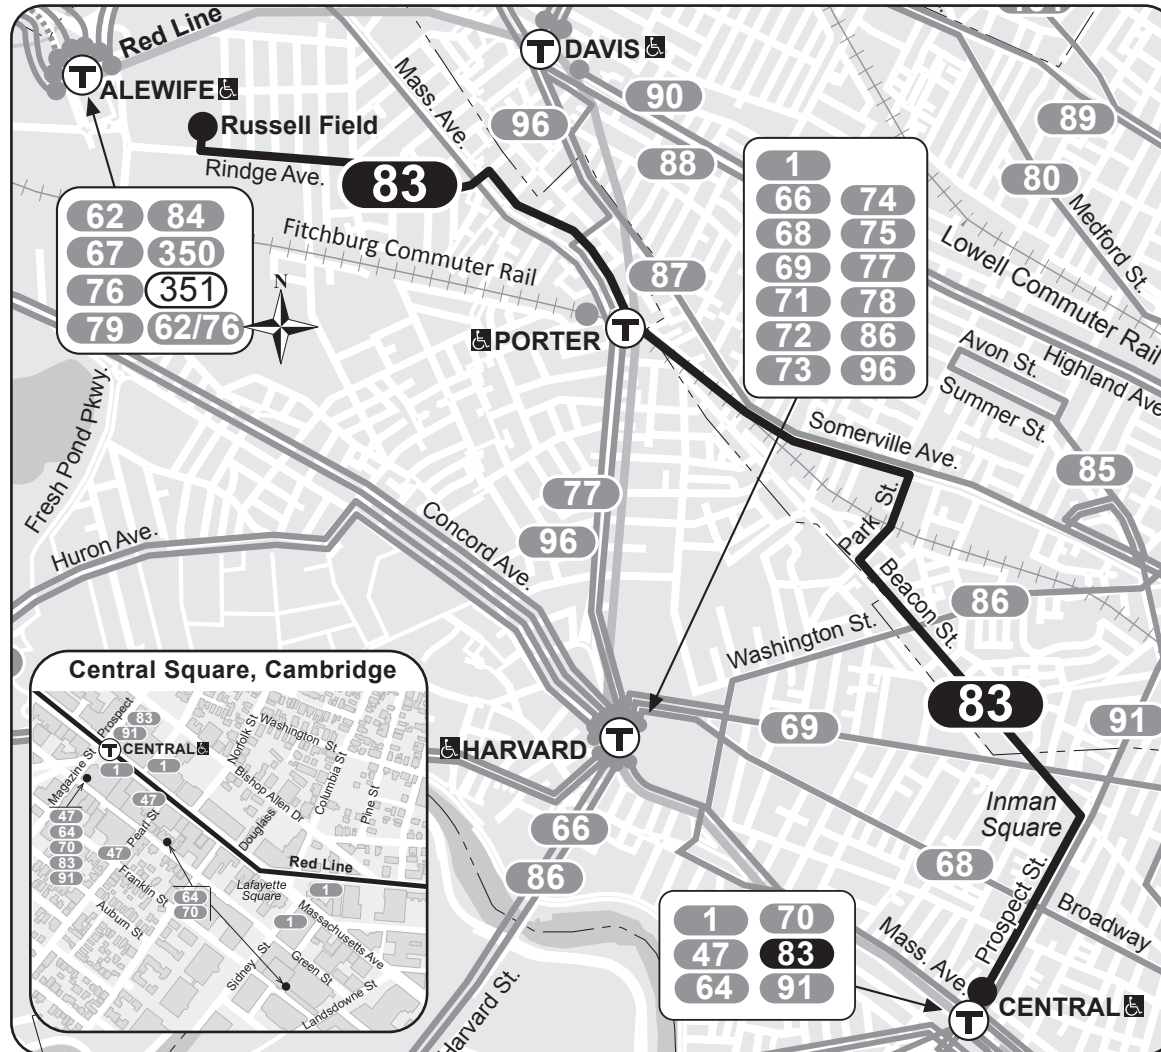 Red Line
ALEWIFE
Russell Field
Rindge Ave.
83
Mass. Ave.
DAVIS
T
T
90
96
88
89
80
Medford St.
62 84
67 350
76 351
79 62/76
N
Fitchburg Commuter Rail
87
T
PORTER
1
66 74
68 75
69 77
71 78
72 86
73 96
Lowell Commuter Rail
Avon St.
Highland Ave.
Summer St.
Somerville Ave.
85
Fresh Pond Pkwy.
Huron Ave.
Concord Ave.
77
96
Park St.
Beacon St.
86
Washington St.
83
69
91
HARVARD
T
Inman
Square
66
86
68
Prospect St.
Broadway
Mass. Ave.
Harvard St.
1 70
47 83
64 91
CENTRAL
T
Central Square, Cambridge
Prospect
83
91
T
CENTRAL
1
1
Norfolk St
Washington St
Columbia St
Pine St
Bishop Allen Dr
Douglass
Magazine St
47
Pearl St
47
64
70
83
91
47
Franklin St
Auburn St
64
70
Red Line
Lafayette
Square
1
1
Massachusetts Ave
Green St
Sidney St
Landsdowne St